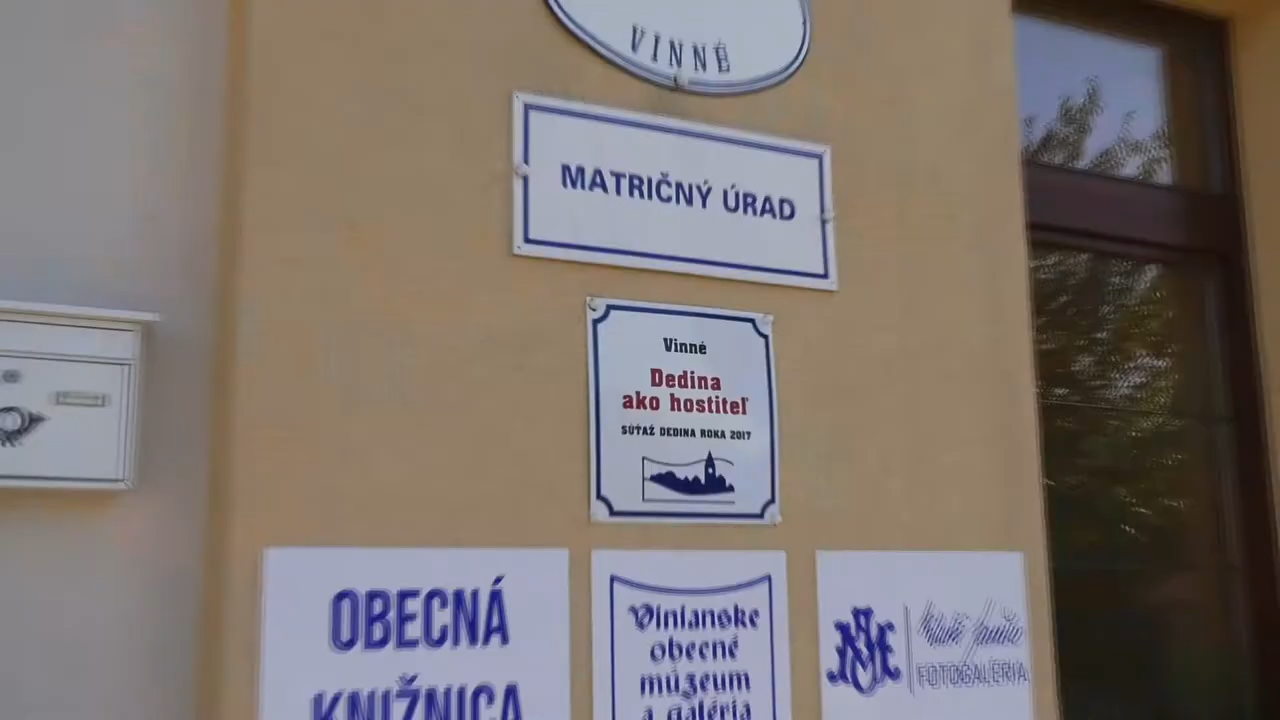 VINNÉ
MATRIČNÝ ÚRAD
Vinné
Dedina
ako hostiteľ
SÚŤAŽ DEDINA ROKA 2017
OBECNÁ
KNIŽNICA
Vinianske
obecné
múzeum
a galéria
FOTOGALÉRIA